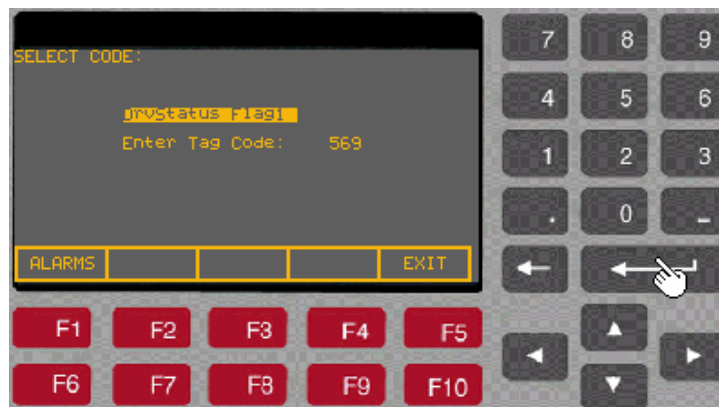 SELECT CODE:
DrvStatus Flag1
Enter Tag Code: 569
ALARMS EXIT
F1 F2 F3 F4 F5
F6 F7 F8 F9 F10
7 8 9
4 5 6
1 2 3
. 0 –